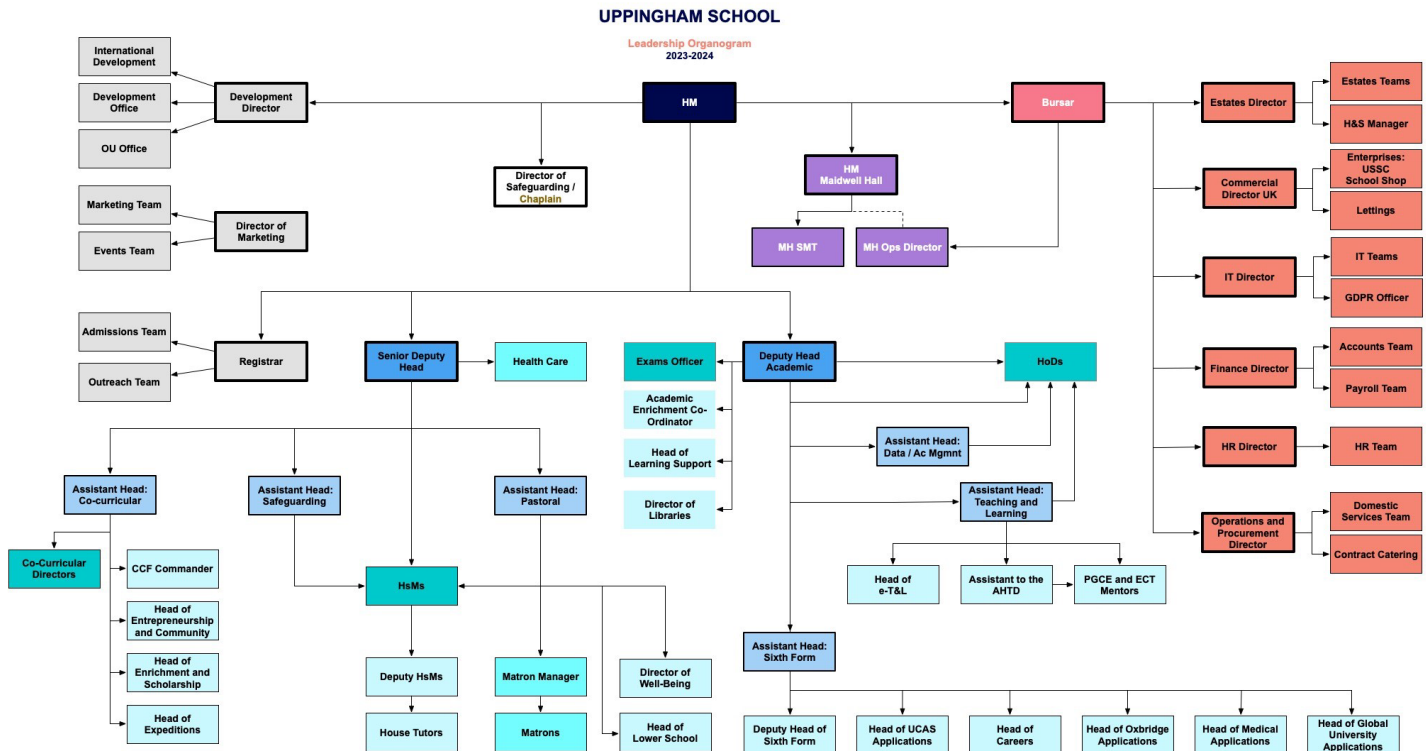 UPPINGHAM SCHOOL
Leadership Organogram
2023-2024
International
Development
Development
Office
OU Office
Development
Director
HM
Bursar
Estates Director
Estates Teams
H&S Manager
Director of
Safeguarding /
Chaplain
HM
Maidwell Hall
MH SMT
MH Ops Director
Commercial
Director UK
Enterprises:
USSC
School Shop
Lettings
Marketing Team
Events Team
Director of
Marketing
IT Director
IT Teams
GDPR Officer
Admissions Team
Outreach Team
Registrar
Senior Deputy
Head
Health Care
Exams Officer
Deputy Head
Academic
HoDs
Finance Director
Accounts Team
Payroll Team
Academic
Enrichment Co-
Ordinator
Head of
Learning Support
Director of
Libraries
Assistant Head:
Data / Ac Mgmnt
HR Director
HR Team
Assistant Head:
Co-curricular
Assistant Head:
Safeguarding
Assistant Head:
Pastoral
Assistant Head:
Teaching and
Learning
Operations and
Procurement
Director
Domestic
Services Team
Contract Catering
Co-Curricular
Directors
CCF Commander
Head of
Entrepreneurship
and Community
Head of
Enrichment and
Scholarship
Head of
Expeditions
HsMs
Head of
e-T&L
Assistant to the
AHTD
PGCE and ECT
Mentors
Deputy HsMs
House Tutors
Matron Manager
Matrons
Director of
Well-Being
Head of
Lower School
Assistant Head:
Sixth Form
Deputy Head of
Sixth Form
Head of UCAS
Applications
Head of
Careers
Head of Oxbridge
Applications
Head of Medical
Applications
Head of Global
University
Applications